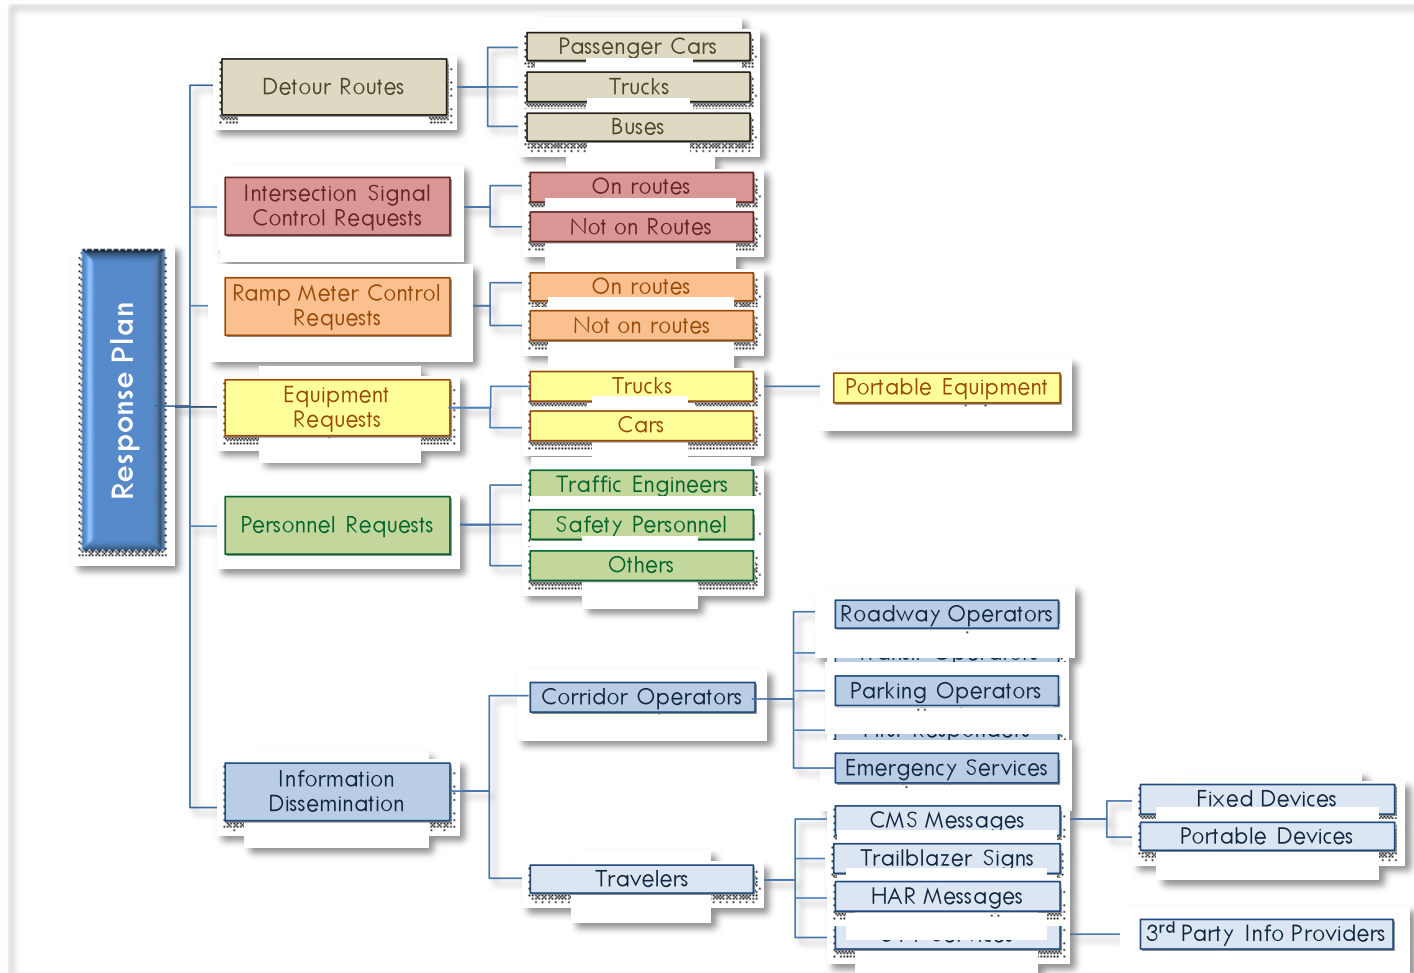 Response Plan
Detour Routes
Passenger Cars
Trucks
Buses
Intersection Signal
Control Requests
On routes
Not on Routes
Ramp Meter Control
Requests
On routes
Not on routes
Equipment
Requests
Trucks
Portable Equipment
Cars
Personnel Requests
Traffic Engineers
Safety Personnel
Others
Information
Dissemination
Corridor Operators
Roadway Operators
Operators
Parking Operators
Emergency Services
Travelers
CMS Messages
Fixed Devices
Portable Devices
Trailblazer Signs
HAR Messages
Services
3rd Party Info Providers